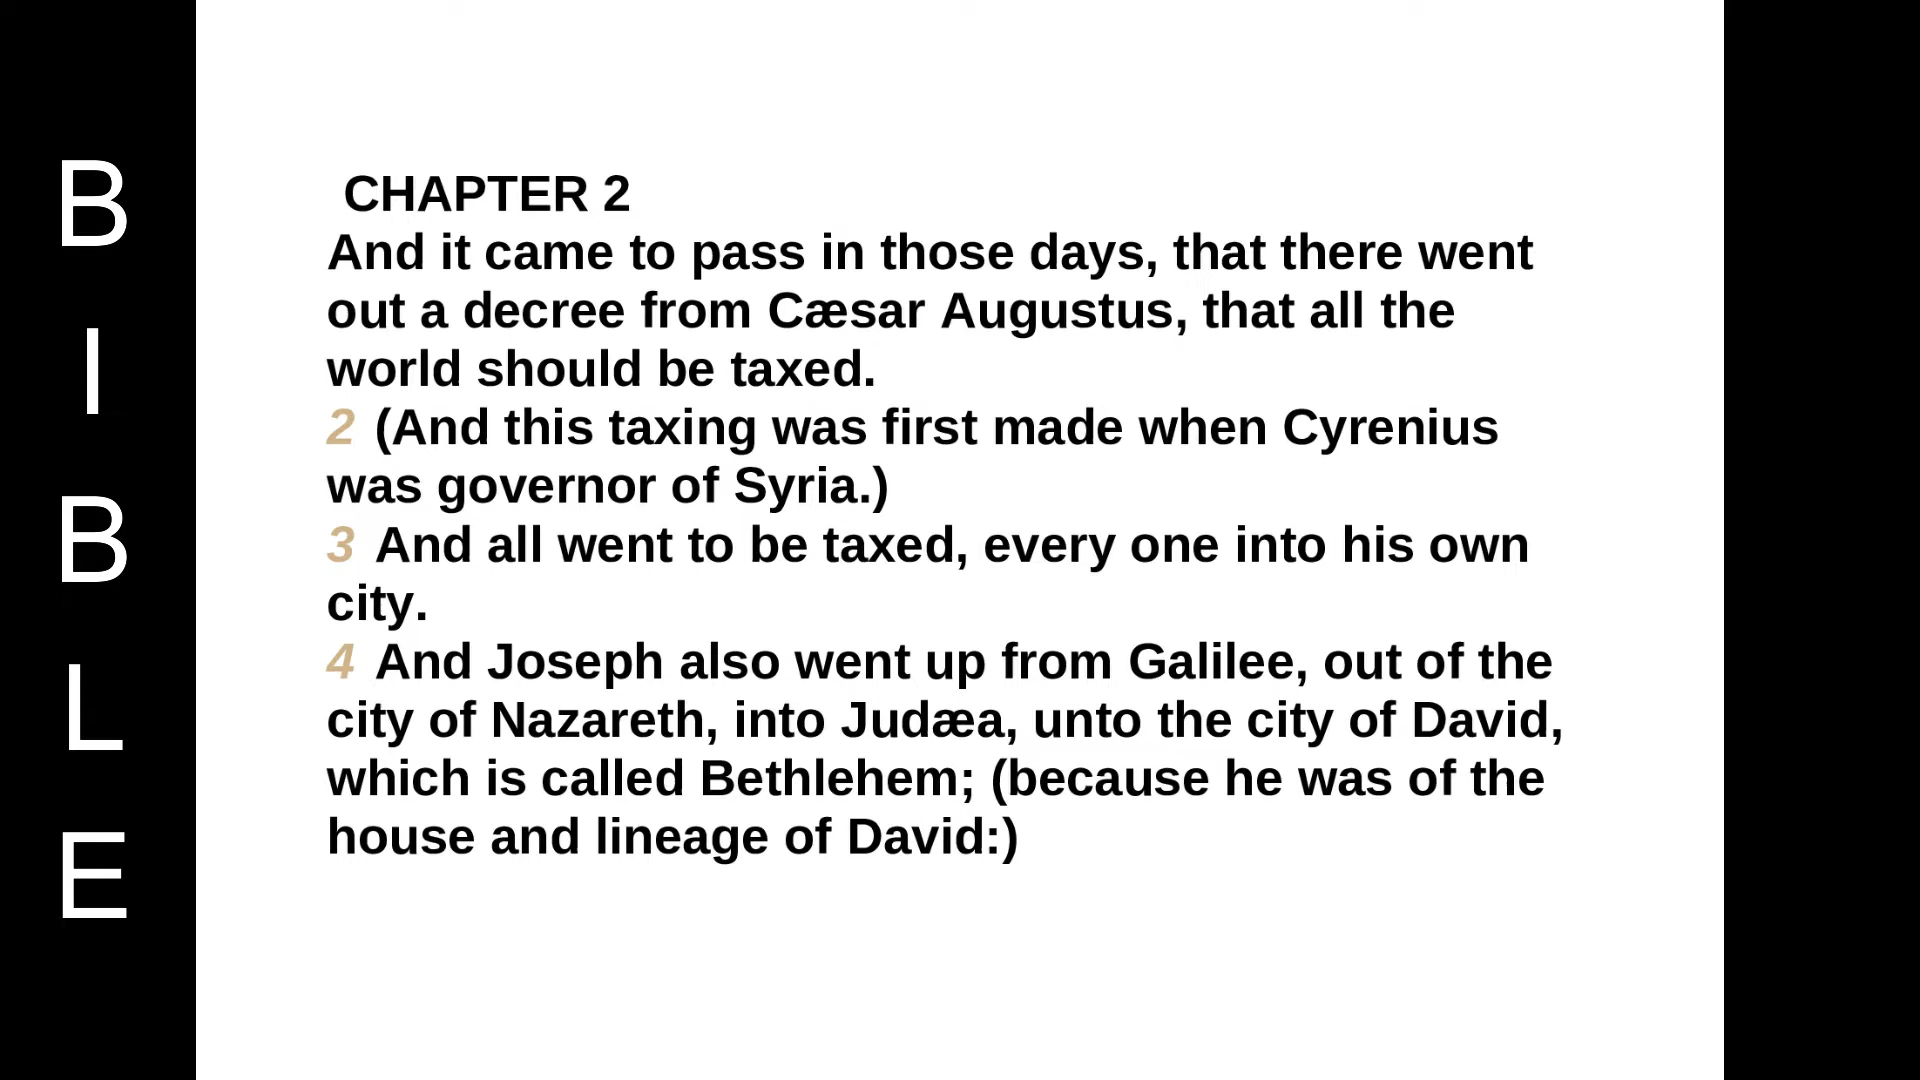 B
I
B
L
E
CHAPTER 2
And it came to pass in those days, that there went
out a decree from Cæsar Augustus, that all the
world should be taxed.
2 (And this taxing was first made when Cyrenius
was governor of Syria.)
3 And all went to be taxed, every one into his own
city.
4 And Joseph also went up from Galilee, out of the
city of Nazareth, into Judæa, unto the city of David,
which is called Bethlehem; (because he was of the
house and lineage of David:)